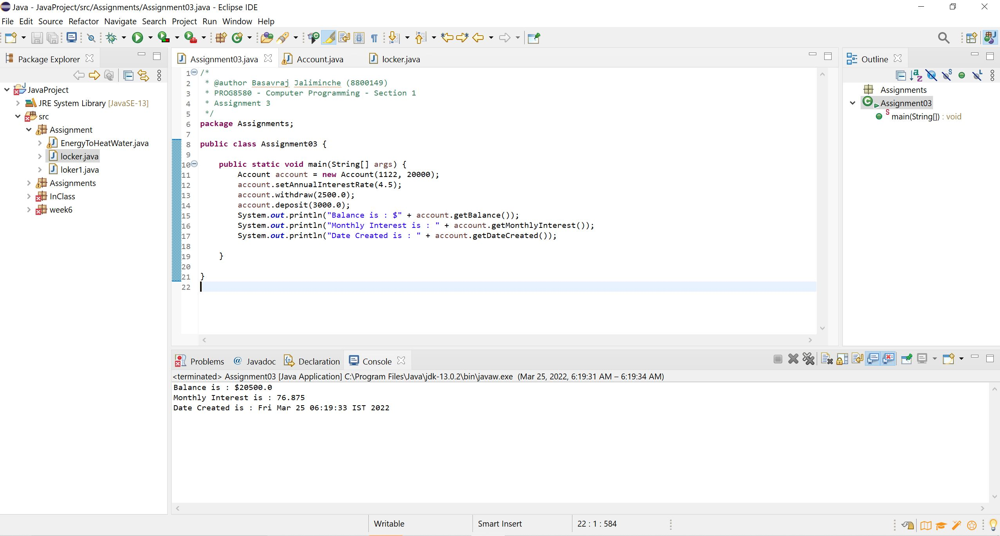 Java - JavaProject/src/Assignments/Assignment03.java - Eclipse IDE
File Edit Source Refactor Navigate Search Project Run Window Help
Package Explorer
JavaProject
JRE System Library [JavaSE-13]
src
Assignment
EnergyToHeatWater.java
locker.java
loker1.java
Assignments
InClass
week6
Assignment03.java Account.java locker.java
1 /*
2 * @author Basavraj Jaliminche (8800149)
3 * PROG8580 - Computer Programming - Section 1
4 * Assignment 3
5 */
6 package Assignments;
7
8 public class Assignment03 {
9
10 public static void main(String[] args) {
11 Account account = new Account(1122, 20000);
12 account.setAnnualInterestRate(4.5);
13 account.withdraw(2500.0);
14 account.deposit(3000.0);
15 System.out.println("Balance is : $" + account.getBalance());
16 System.out.println("Monthly Interest is : " + account.getMonthlyInterest());
17 System.out.println("Date Created is : " + account.getDateCreated());
18
19 }
20
21 }
22
Outline
Assignments
Assignment03
main(String[]) : void
Problems Javadoc Declaration Console
<terminated> Assignment03 [Java Application] C:\Program Files\Java\jdk-13.0.2\bin\javaw.exe (Mar 25, 2022, 6:19:31 AM – 6:19:34 AM)
Balance is : $20500.0
Monthly Interest is : 76.875
Date Created is : Fri Mar 25 06:19:33 IST 2022
Writable Smart Insert 22 : 1 : 584